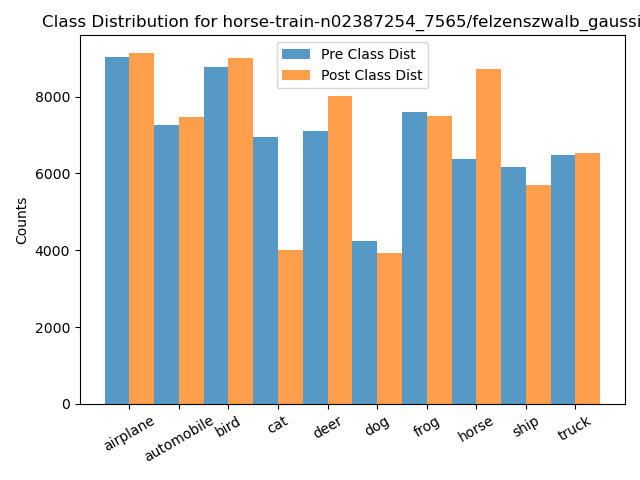 Class Distribution for horse-train-n02387254_7565/felzenszwalb_gaussi
Pre Class Dist
Post Class Dist
Counts
8000
6000
4000
2000
0
airplane
automobile
bird
cat
deer
dog
frog
horse
ship
truck